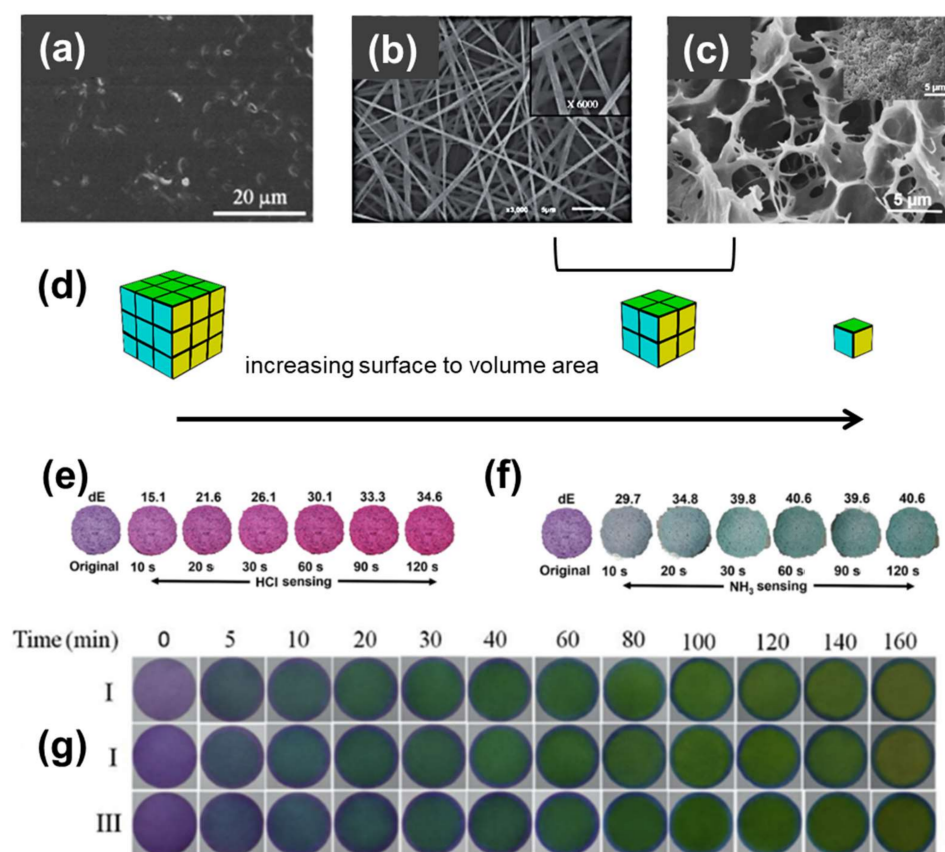 (a)
20 μm
(b)
X 6000
x3,000 5μm
(c)
5 μm
5 μm
(d)
increasing surface to volume area
(e)
dE 15.1 21.6 26.1 30.1 33.3 34.6
Original 10 s 20 s 30 s 60 s 90 s 120 s
HCl sensing
(f)
dE 29.7 34.8 39.8 40.6 39.6 40.6
Original 10 s 20 s 30 s 60 s 90 s 120 s
NH₃ sensing
Time (min) 0 5 10 20 30 40 60 80 100 120 140 160
I
(g) I
III